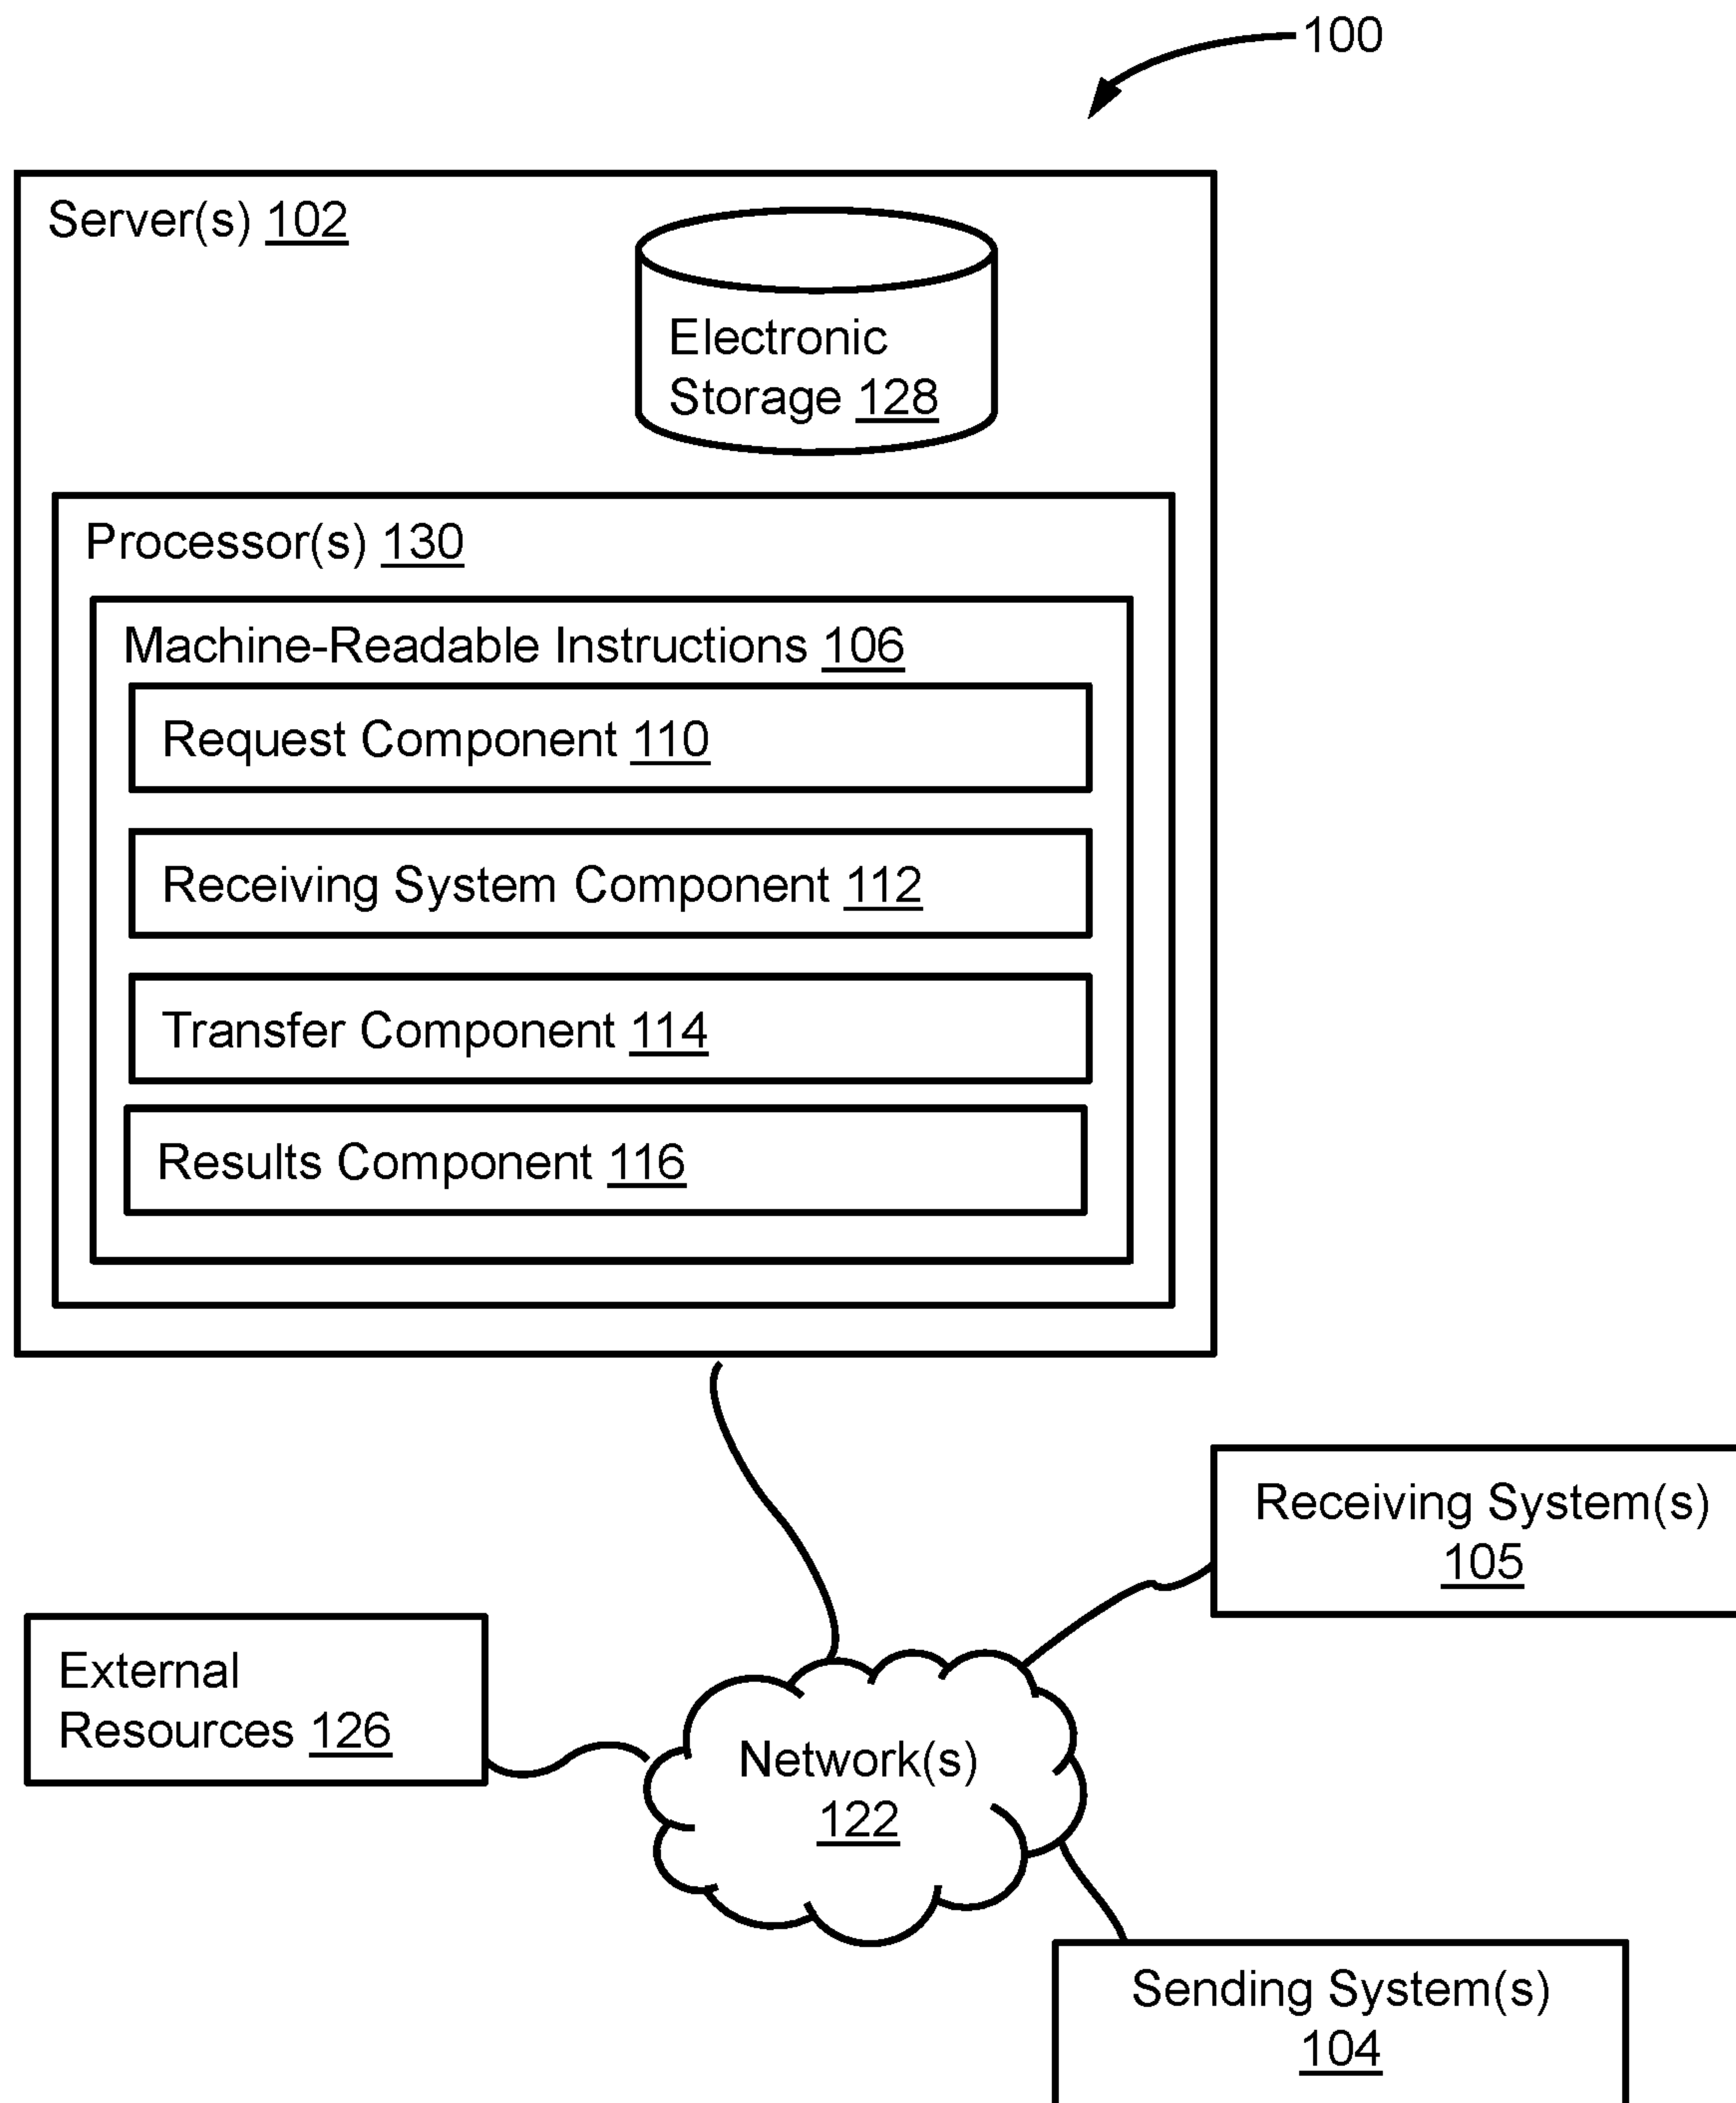 100
Server(s) 102
Electronic
Storage 128
Processor(s) 130
Machine-Readable Instructions 106
Request Component 110
Receiving System Component 112
Transfer Component 114
Results Component 116
Receiving System(s)
105
External
Resources 126
Network(s)
122
Sending System(s)
104